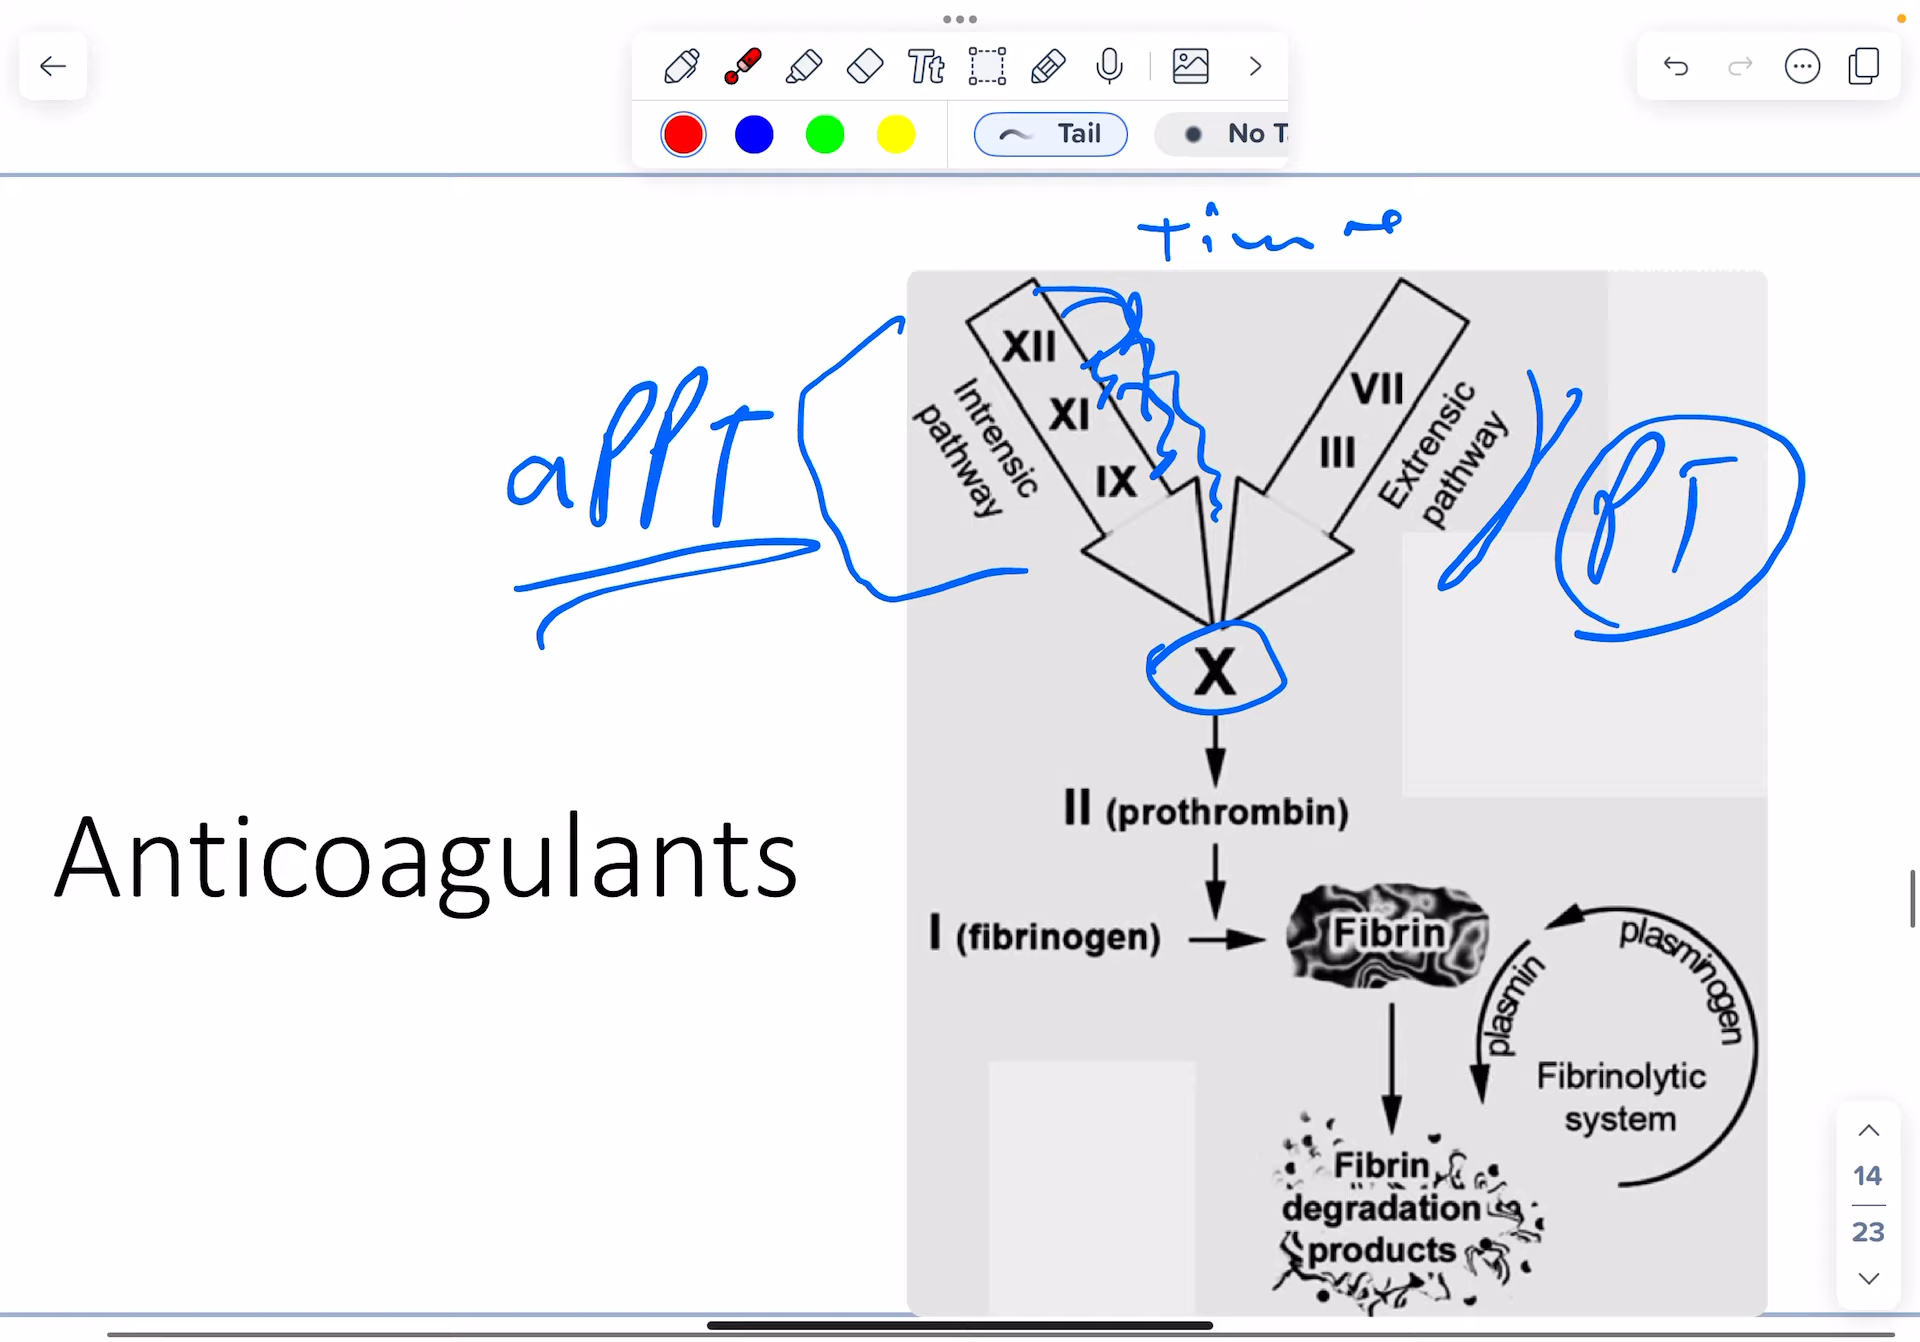 Tt
Tail
No T
time
XII
XI
IX
Intrensic
pathway
VII
III
Extrensic
pathway
aPPT
PT
X
II (prothrombin)
Anticoagulants
I (fibrinogen)
Fibrin
plasmin
plasminogen
Fibrinolytic
system
Fibrin
degradation
products
14
23